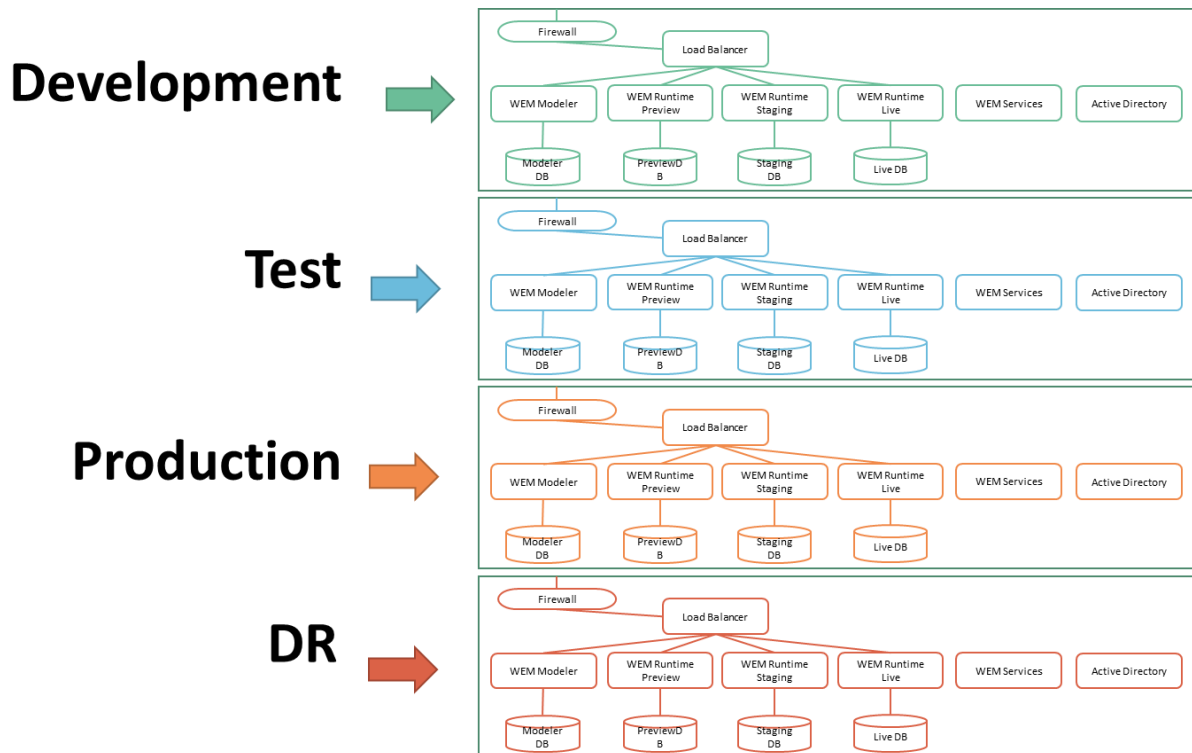 Development
Firewall
Load Balancer
WEM Modeler
WEM Runtime
Preview
WEM Runtime
Staging
WEM Runtime
Live
WEM Services
Active Directory
Modeler
DB
PreviewD
B
Staging
DB
Live DB
Test
Firewall
Load Balancer
WEM Modeler
WEM Runtime
Preview
WEM Runtime
Staging
WEM Runtime
Live
WEM Services
Active Directory
Modeler
DB
PreviewD
B
Staging
DB
Live DB
Production
Firewall
Load Balancer
WEM Modeler
WEM Runtime
Preview
WEM Runtime
Staging
WEM Runtime
Live
WEM Services
Active Directory
Modeler
DB
PreviewD
B
Staging
DB
Live DB
DR
Firewall
Load Balancer
WEM Modeler
WEM Runtime
Preview
WEM Runtime
Staging
WEM Runtime
Live
WEM Services
Active Directory
Modeler
DB
PreviewD
B
Staging
DB
Live DB